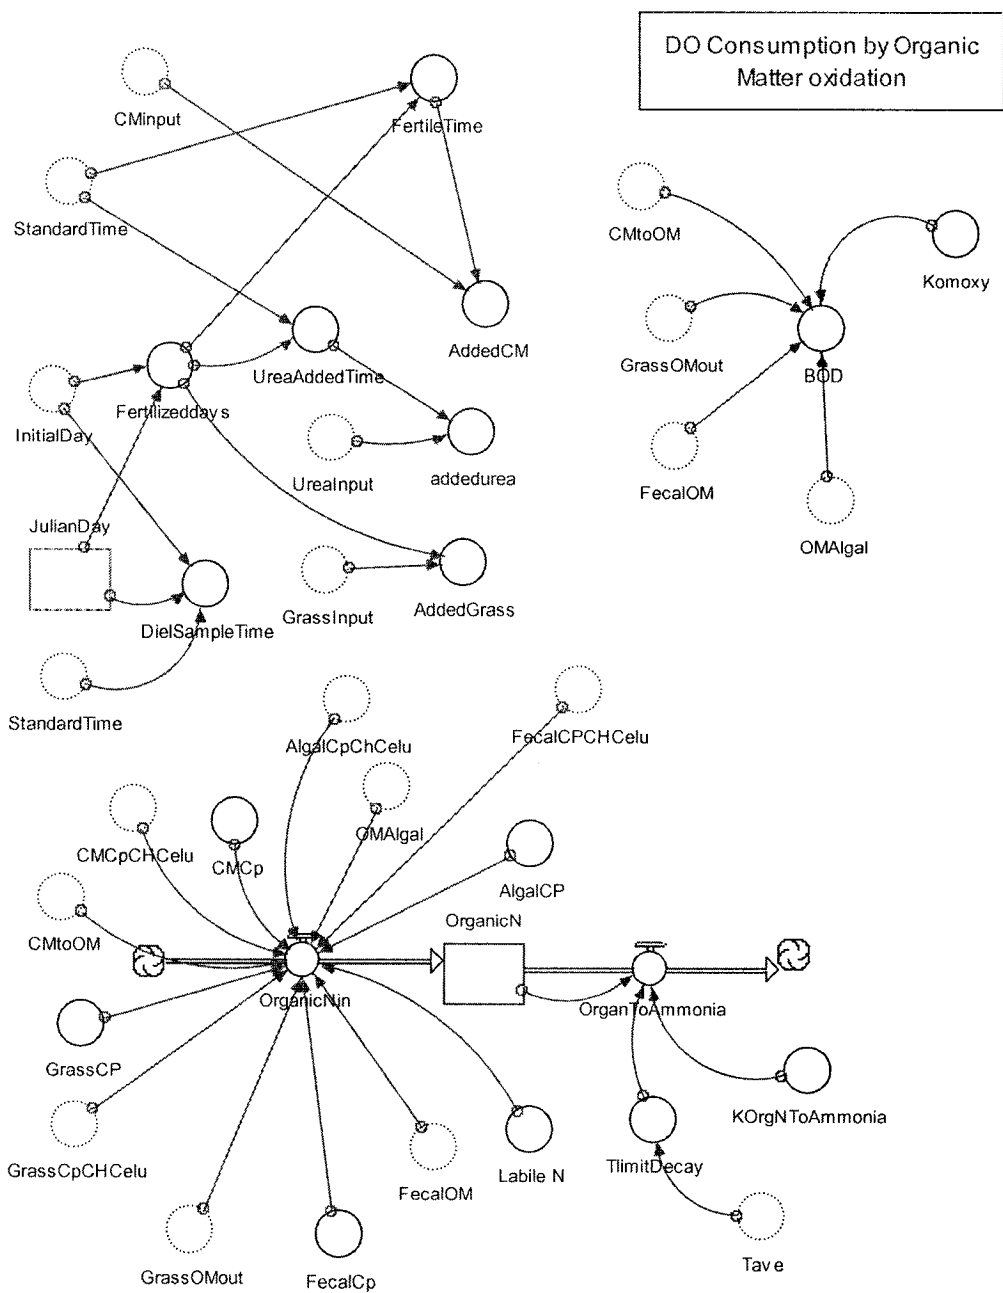 DO Consumption by Organic
Matter oxidation
CMinput
FertileTime
StandardTime
CMtoOM
Komoxy
AddedCM
UreaAddedTime
GrassOMout
BOD
Fertilizeddays
InitialDay
UreaInput
addedurea
FecalOM
OMAlgal
JulianDay
GrassInput
AddedGrass
DielSampleTime
StandardTime
AlgalCpChCelu
FecalCPCHCelu
OMAlgal
CMCpCHCelu
CMCp
AlgalCP
OrganicN
CMtoOM
OrganicNin
OrganToAmmonia
GrassCP
KOrgNToAmmonia
GrassCpCHCelu
FecalOM
Labile N
TlimitDecay
GrassOMout
FecalCp
Tave